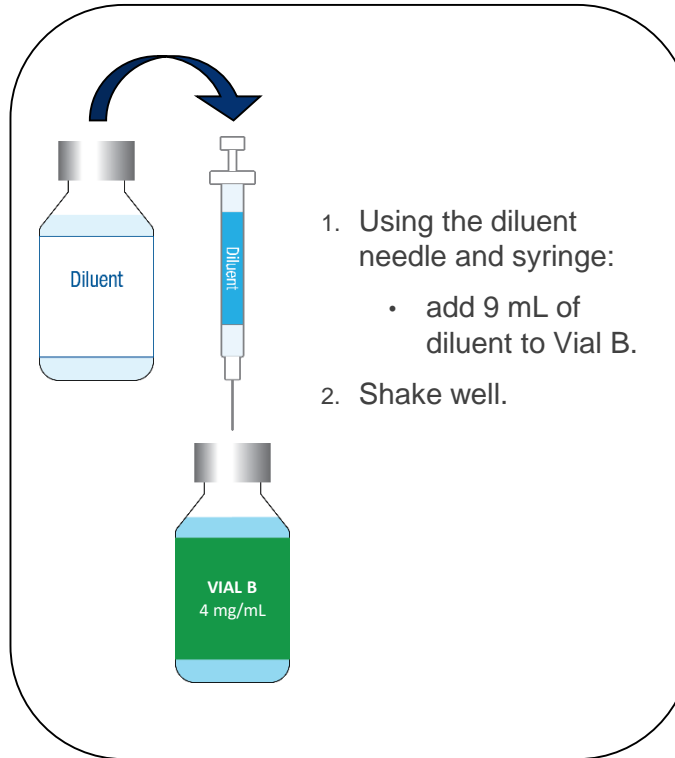 Diluent
Diluent
1. Using the diluent
needle and syringe:
• add 9 mL of
diluent to Vial B.
2. Shake well.
VIAL B
4 mg/mL